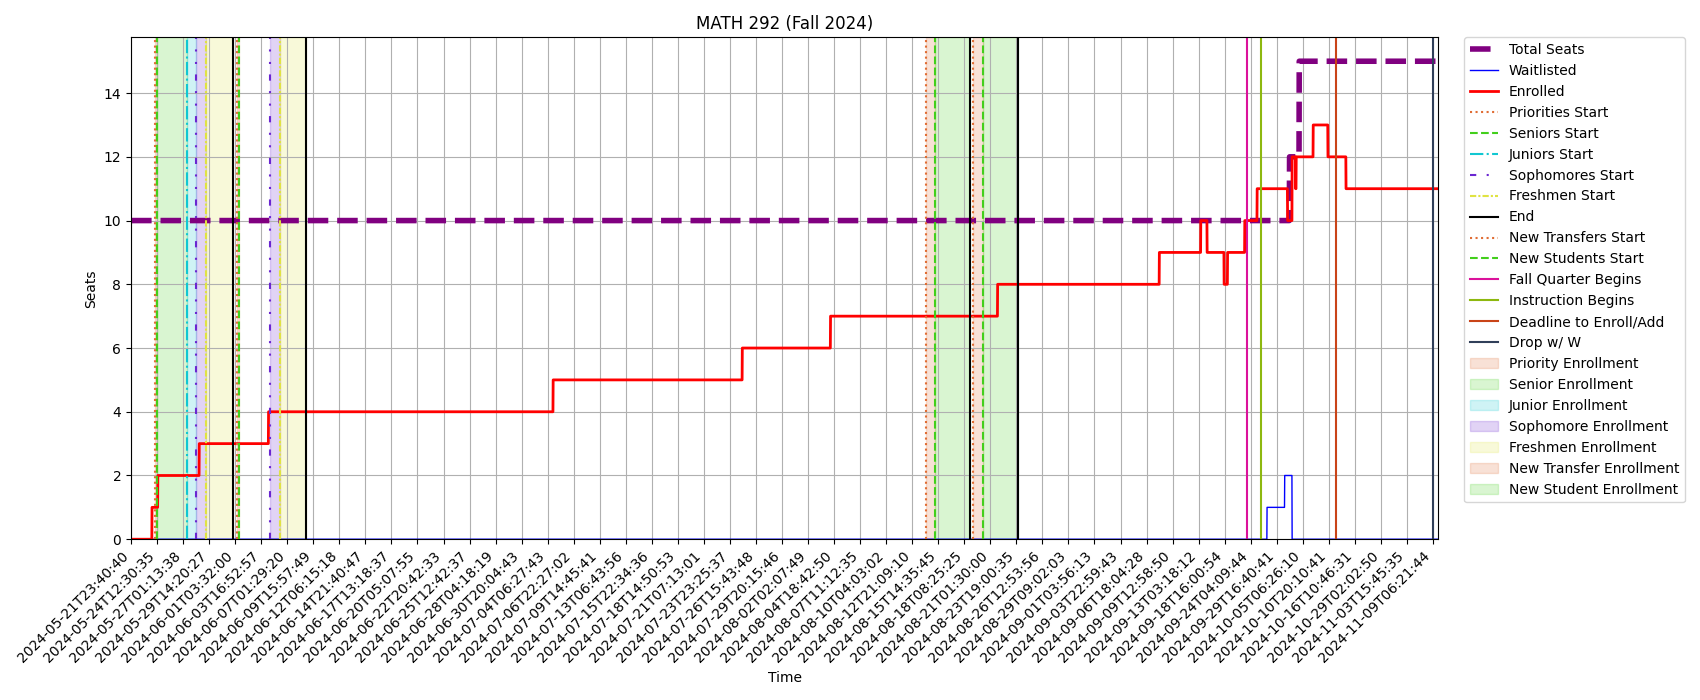 MATH 292 (Fall 2024)
Seats
14
12
10
8
6
4
2
0
2024-05-21T23:40:40
2024-05-24T12:30:35
2024-05-27T01:13:38
2024-05-29T14:20:27
2024-06-01T03:32:00
2024-06-03T16:52:57
2024-06-07T01:29:20
2024-06-09T15:57:49
2024-06-12T06:15:18
2024-06-14T21:40:47
2024-06-17T13:18:37
2024-06-20T05:07:55
2024-06-22T20:42:33
2024-06-25T12:42:37
2024-06-28T04:18:19
2024-06-30T20:04:43
2024-07-04T06:27:43
2024-07-06T22:27:02
2024-07-09T14:45:41
2024-07-13T06:43:56
2024-07-15T22:34:36
2024-07-18T14:50:53
2024-07-21T07:13:01
2024-07-23T23:25:37
2024-07-26T15:43:48
2024-07-29T20:15:46
2024-08-02T02:07:49
2024-08-04T18:42:50
2024-08-07T11:12:35
2024-08-10T04:03:02
2024-08-12T21:09:10
2024-08-15T14:35:45
2024-08-18T08:25:25
2024-08-21T01:30:00
2024-08-23T19:00:35
2024-08-26T12:53:56
2024-08-29T09:02:03
2024-09-01T03:56:13
2024-09-03T22:59:43
2024-09-06T18:04:28
2024-09-09T12:58:50
2024-09-13T03:18:12
2024-09-18T16:00:54
2024-09-24T04:09:44
2024-09-29T16:40:41
2024-10-05T06:26:10
2024-10-10T20:10:41
2024-10-16T10:46:31
2024-10-29T02:02:50
2024-11-03T15:45:35
2024-11-09T06:21:44
Time
Total Seats
Waitlisted
Enrolled
Priorities Start
Seniors Start
Juniors Start
Sophomores Start
Freshmen Start
End
New Transfers Start
New Students Start
Fall Quarter Begins
Instruction Begins
Deadline to Enroll/Add
Drop w/ W
Priority Enrollment
Senior Enrollment
Junior Enrollment
Sophomore Enrollment
Freshmen Enrollment
New Transfer Enrollment
New Student Enrollment